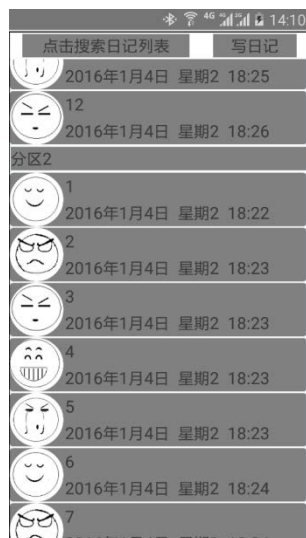 4G 14:10
点击搜索日记列表 写日记
2016年1月4日 星期2 18:25
12
2016年1月4日 星期2 18:26
分区2
1
2016年1月4日 星期2 18:22
2
2016年1月4日 星期2 18:23
3
2016年1月4日 星期2 18:23
4
2016年1月4日 星期2 18:23
5
2016年1月4日 星期2 18:23
6
2016年1月4日 星期2 18:24
7